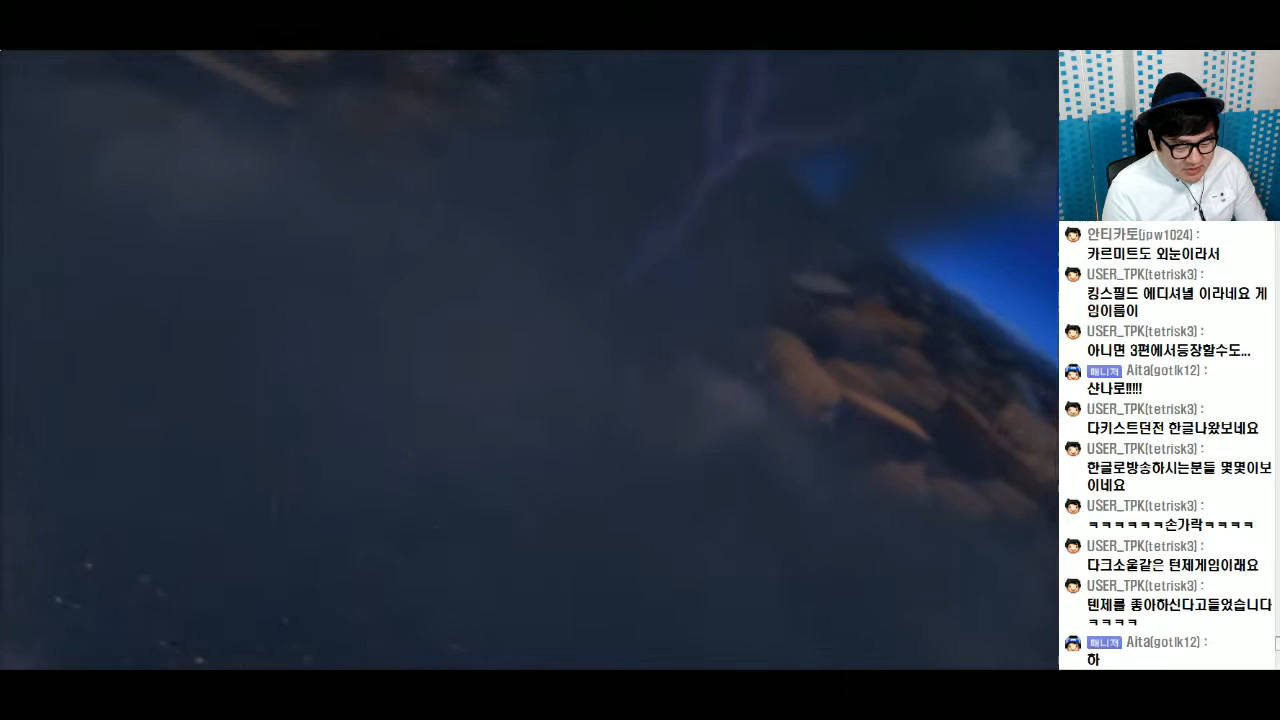 안티카토(jpw1024) :
카르미트도 외눈이라서
USER_TPK(tetrisk3) :
킹스필드 에디셔널 이라네요 게
임이름이
USER_TPK(tetrisk3) :
아니면 3편에서등장할수도...
매니저 Aita(gotlk12) :
샨나로!!!!!
USER_TPK(tetrisk3) :
다키스트던전 한글나왔보네요
USER_TPK(tetrisk3) :
한글로방송하시는분들 몇몇이보
이네요
USER_TPK(tetrisk3) :
ㅋㅋㅋㅋㅋㅋ손가락ㅋㅋㅋㅋ
USER_TPK(tetrisk3) :
다크소울같은 턴제게임이래요
USER_TPK(tetrisk3) :
텐제를 좋아하신다고들었습니다
ㅋㅋㅋㅋ
매니저 Aita(gotlk12) :
하